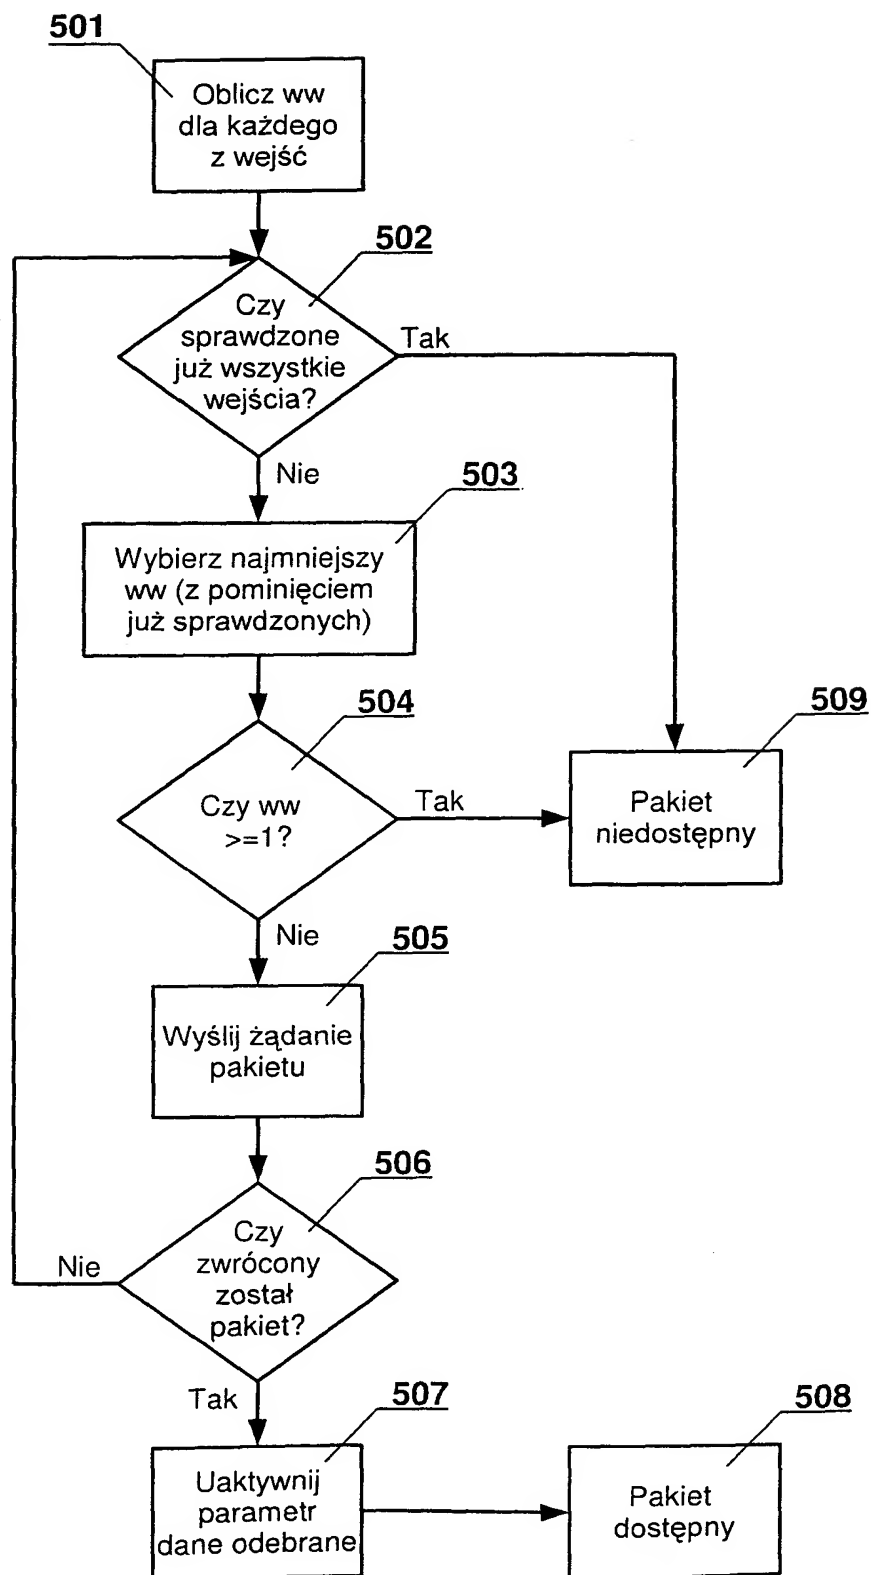 501
Oblicz ww
dla każdego
z wejść
502
Czy
sprawdzone
już wszystkie
wejścia?
Tak
Nie
503
Wybierz najmniejszy
ww (z pominięciem
już sprawdzonych)
504
Czy ww
>=1?
Tak
509
Pakiet
niedostępny
Nie
505
Wyślij żądanie
pakietu
506
Czy
zwrócony
został
pakiet?
Nie
Tak
507
Uaktywnij
parametr
dane odebrane
508
Pakiet
dostępny